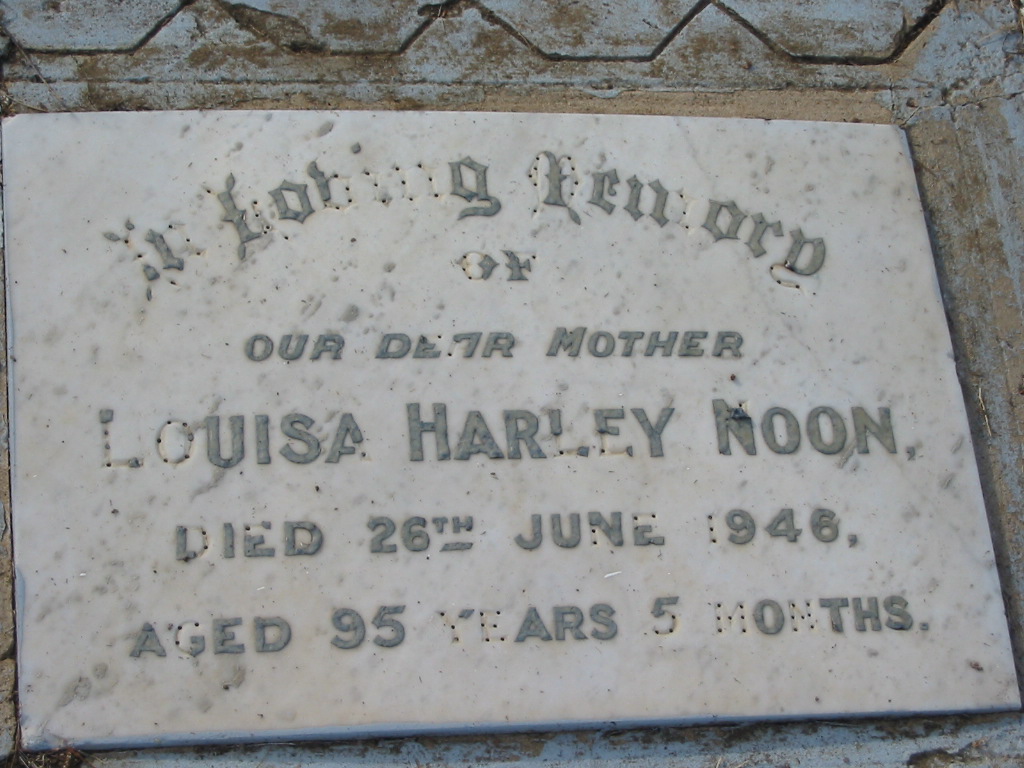 In Loving Memory
OF
OUR DEAR MOTHER
LOUISA HARLEY NOON,
DIED 26TH JUNE 1946,
AGED 95 YEARS 5 MONTHS.